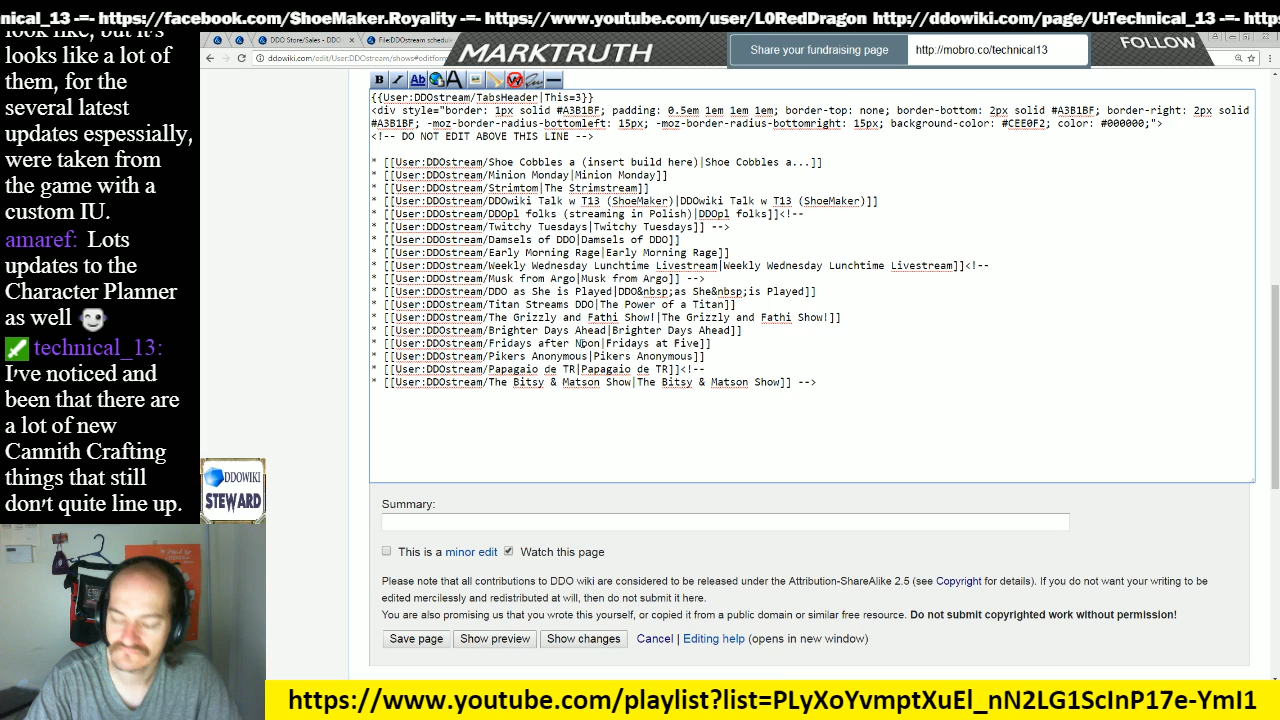 nical_13 -=- https://facebook.com/ShoeMaker.Royality -=- https://www.youtube.com/user/L0RedDragon http://ddowiki.com/page/U:Technical_13 -=- https
look like, but it's
looks like a lot of
them, for the
several latest
updates espessially,
were taken from
the game with a
custom IU.
amaref: Lots
updates to the
Character Planner
as well
technical_13:
I've noticed and
been that there are
a lot of new
Cannith Crafting
things that still
don't quite line up.
DDOWIKI
STEWARD
DDO Store/Sales - DDO
File:DDOstream schedu
ddowiki.com/edit/User:DDOstream/shows#editform
MARKTRUTH
Share your fundraising page
http://mobro.co/technical13
FOLLOW
{{User:DDOstream/TabsHeader|This=3}}
<div style="border: 1px solid #A3B1BF; padding: 0.5em 1em 1em 1em; border-top: none; border-bottom: 2px solid #A3B1BF; border-right: 2px solid
#A3B1BF; -moz-border-radius-bottomleft: 15px; -moz-border-radius-bottomright: 15px; background-color: #CEE0F2; color: #000000;">
<!-- DO NOT EDIT ABOVE THIS LINE -->
* [[User:DDOstream/Shoe Cobbles a (insert build here)|Shoe Cobbles a...]]
* [[User:DDOstream/Minion Monday|Minion Monday]]
* [[User:DDOstream/Strimtom|The Strimstream]]
* [[User:DDOstream/DDOwiki Talk w T13 (ShoeMaker)|DDOwiki Talk w T13 (ShoeMaker)]]
* [[User:DDOstream/DDOpl folks (streaming in Polish)|DDOpl folks]]<!--
* [[User:DDOstream/Twitchy Tuesdays|Twitchy Tuesdays]] -->
* [[User:DDOstream/Damsels of DDO|Damsels of DDO]]
* [[User:DDOstream/Early Morning Rage|Early Morning Rage]]
* [[User:DDOstream/Weekly Wednesday Lunchtime Livestream|Weekly Wednesday Lunchtime Livestream]]<!--
* [[User:DDOstream/Musk from Argo|Musk from Argo]] -->
* [[User:DDOstream/DDO as She is Played|DDO&nbsp;as She&nbsp;is Played]]
* [[User:DDOstream/Titan Streams DDO|The Power of a Titan]]
* [[User:DDOstream/The Grizzly and Fathi Show!|The Grizzly and Fathi Show!]]
* [[User:DDOstream/Brighter Days Ahead|Brighter Days Ahead]]
* [[User:DDOstream/Fridays after Noon|Fridays at Five]]
* [[User:DDOstream/Pikers Anonymous|Pikers Anonymous]]
* [[User:DDOstream/Papagaio de TR|Papagaio de TR]]<!--
* [[User:DDOstream/The Bitsy & Matson Show|The Bitsy & Matson Show]] -->
Summary:
This is a minor edit Watch this page
Please note that all contributions to DDO wiki are considered to be released under the Attribution-ShareAlike 2.5 (see Copyright for details). If you do not want your writing to be
edited mercilessly and redistributed at will, then do not submit it here.
You are also promising us that you wrote this yourself, or copied it from a public domain or similar free resource. Do not submit copyrighted work without permission!
Save page Show preview Show changes Cancel | Editing help (opens in new window)
https://www.youtube.com/playlist?list=PLyXoYvmptXuEl_nN2LG1ScInP17e-YmI1